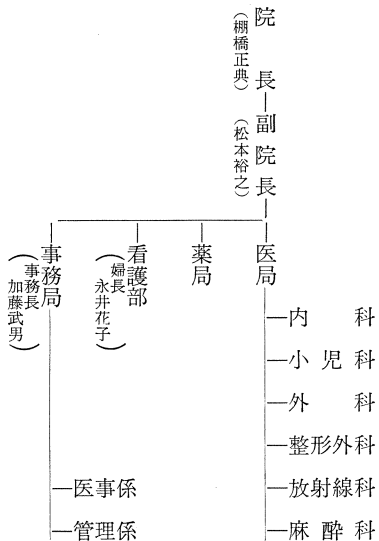 院長
（棚橋正典）
副院長
（松本裕之）
医局
内科
小児科
外科
整形外科
放射線科
麻酔科
薬局
看護部
（婦長
永井花子）
事務局
（事務長
加藤武男）
医事係
管理係